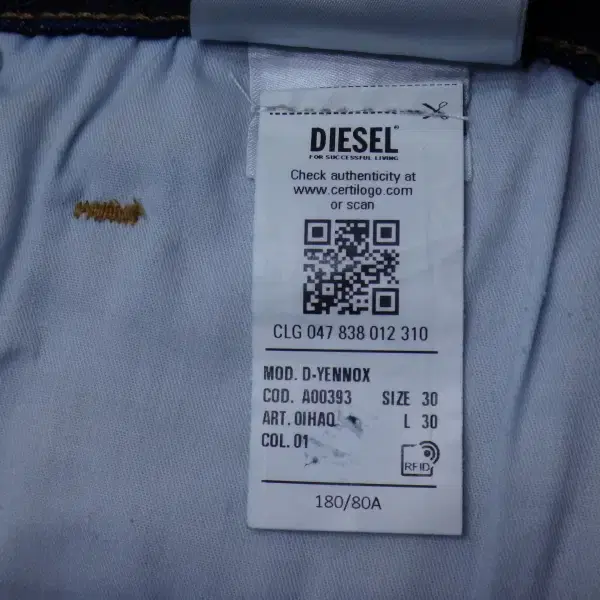 DIESEL®
FOR SUCCESSFUL LIVING
Check authenticity at
www.certilogo.com
or scan
CLG 047 838 012 310
MOD. D-YENNOX
COD. A00393 SIZE 30
ART. 0IHAQ L 30
COL. 01
RFID
180/80A